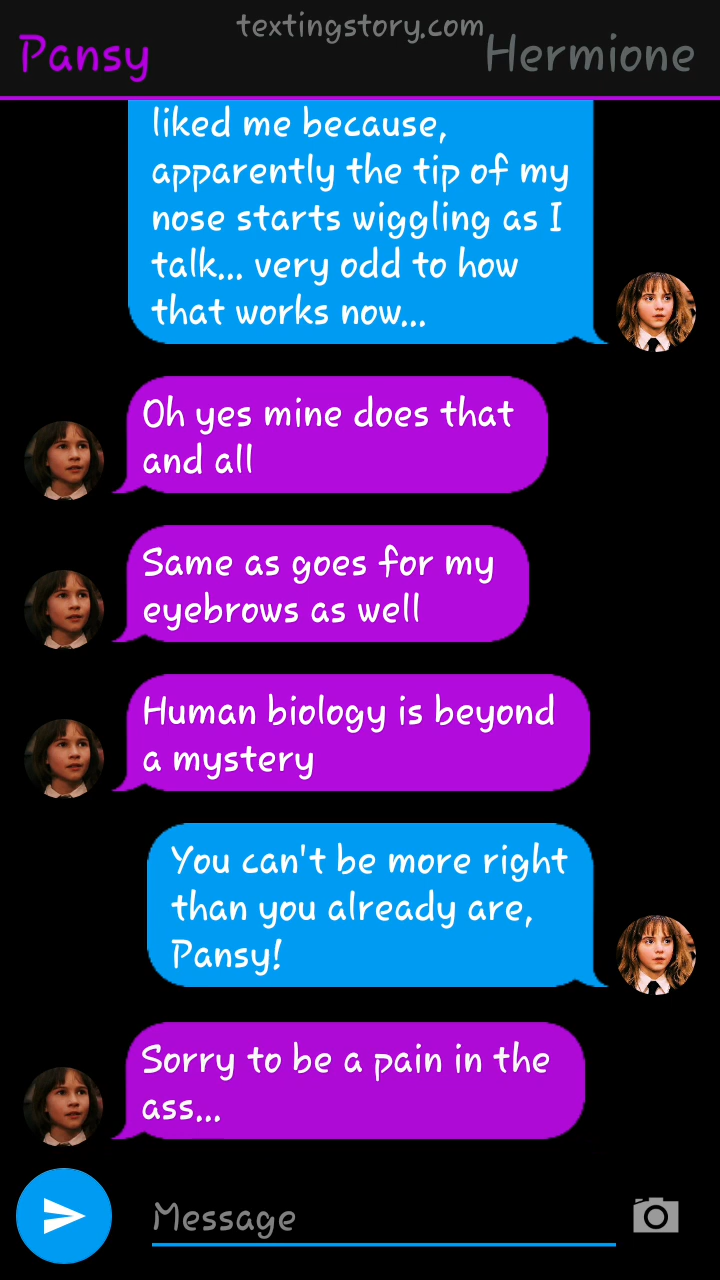 textingstory.com
Pansy
Hermione
liked me because,
apparently the tip of my
nose starts wiggling as I
talk... very odd to how
that works now...
Oh yes mine does that
and all
Same as goes for my
eyebrows as well
Human biology is beyond
a mystery
You can't be more right
than you already are,
Pansy!
Sorry to be a pain in the
ass...
Message